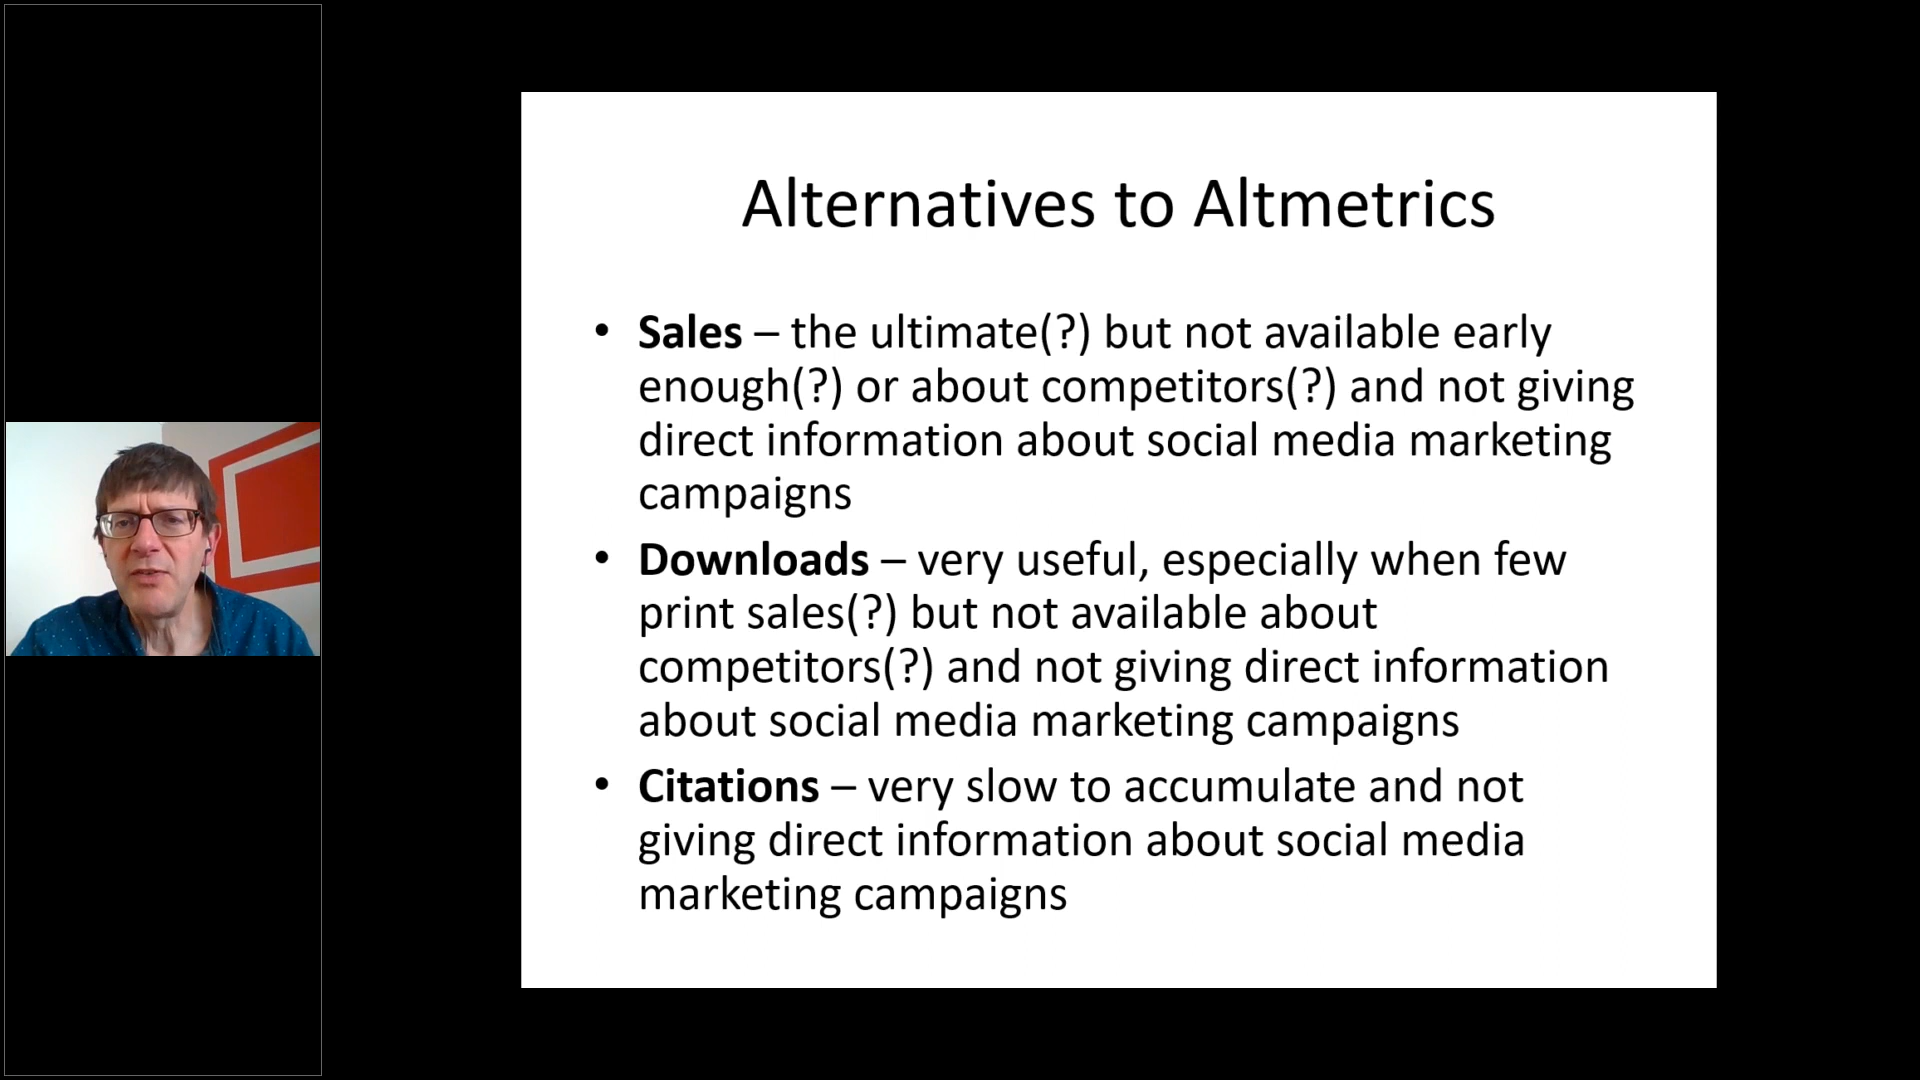 Alternatives to Altmetrics
• Sales – the ultimate(?) but not available early
enough(?) or about competitors(?) and not giving
direct information about social media marketing
campaigns
• Downloads – very useful, especially when few
print sales(?) but not available about
competitors(?) and not giving direct information
about social media marketing campaigns
• Citations – very slow to accumulate and not
giving direct information about social media
marketing campaigns